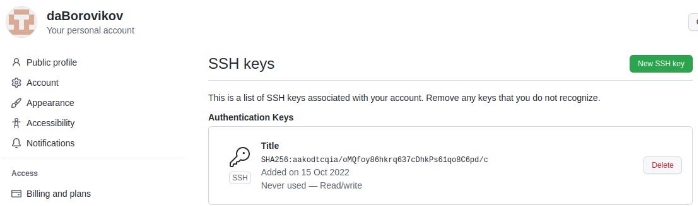 daBorovikov
Your personal account
Public profile
Account
Appearance
Accessibility
Notifications
Access
Billing and plans
SSH keys
New SSH key
This is a list of SSH keys associated with your account. Remove any keys that you do not recognize.
Authentication Keys
Title
SHA256:aakodtcqia/oMQfoy86hkrq637cDhkPs61qo8C6pd/c
SSH
Added on 15 Oct 2022
Never used — Read/write
Delete